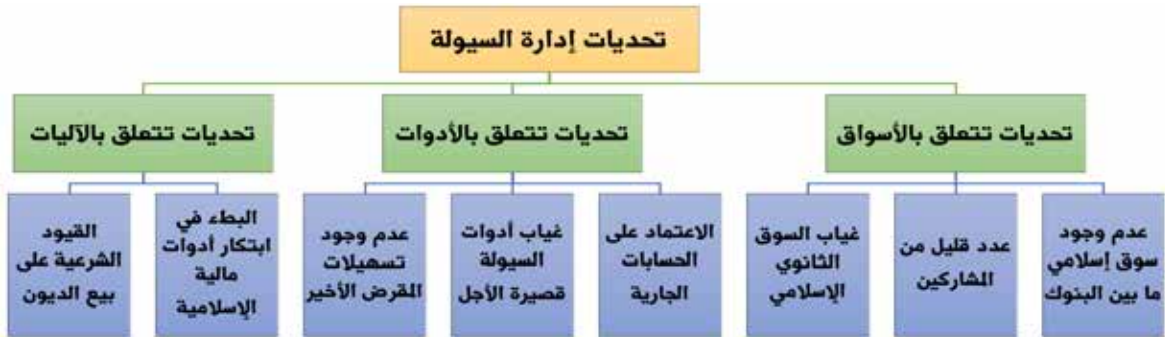 تحديات إدارة السيولة
تحديات تتعلق بالأسواق
تحديات تتعلق بالأدوات
تحديات تتعلق بالآليات
عدم وجود
سوق إسلامي
ما بين البنوك
عدد قليل من
المشاركين
غياب السوق
الثانوي
الإسلامي
الاعتماد على
الحسابات
الجارية
غياب أدوات
السيولة
قصيرة الأجل
عدم وجود
تسهيلات
المقرض الأخير
البطء في
ابتكار أدوات
مالية
الإسلامية
القيود
الشرعية على
بيع الديون